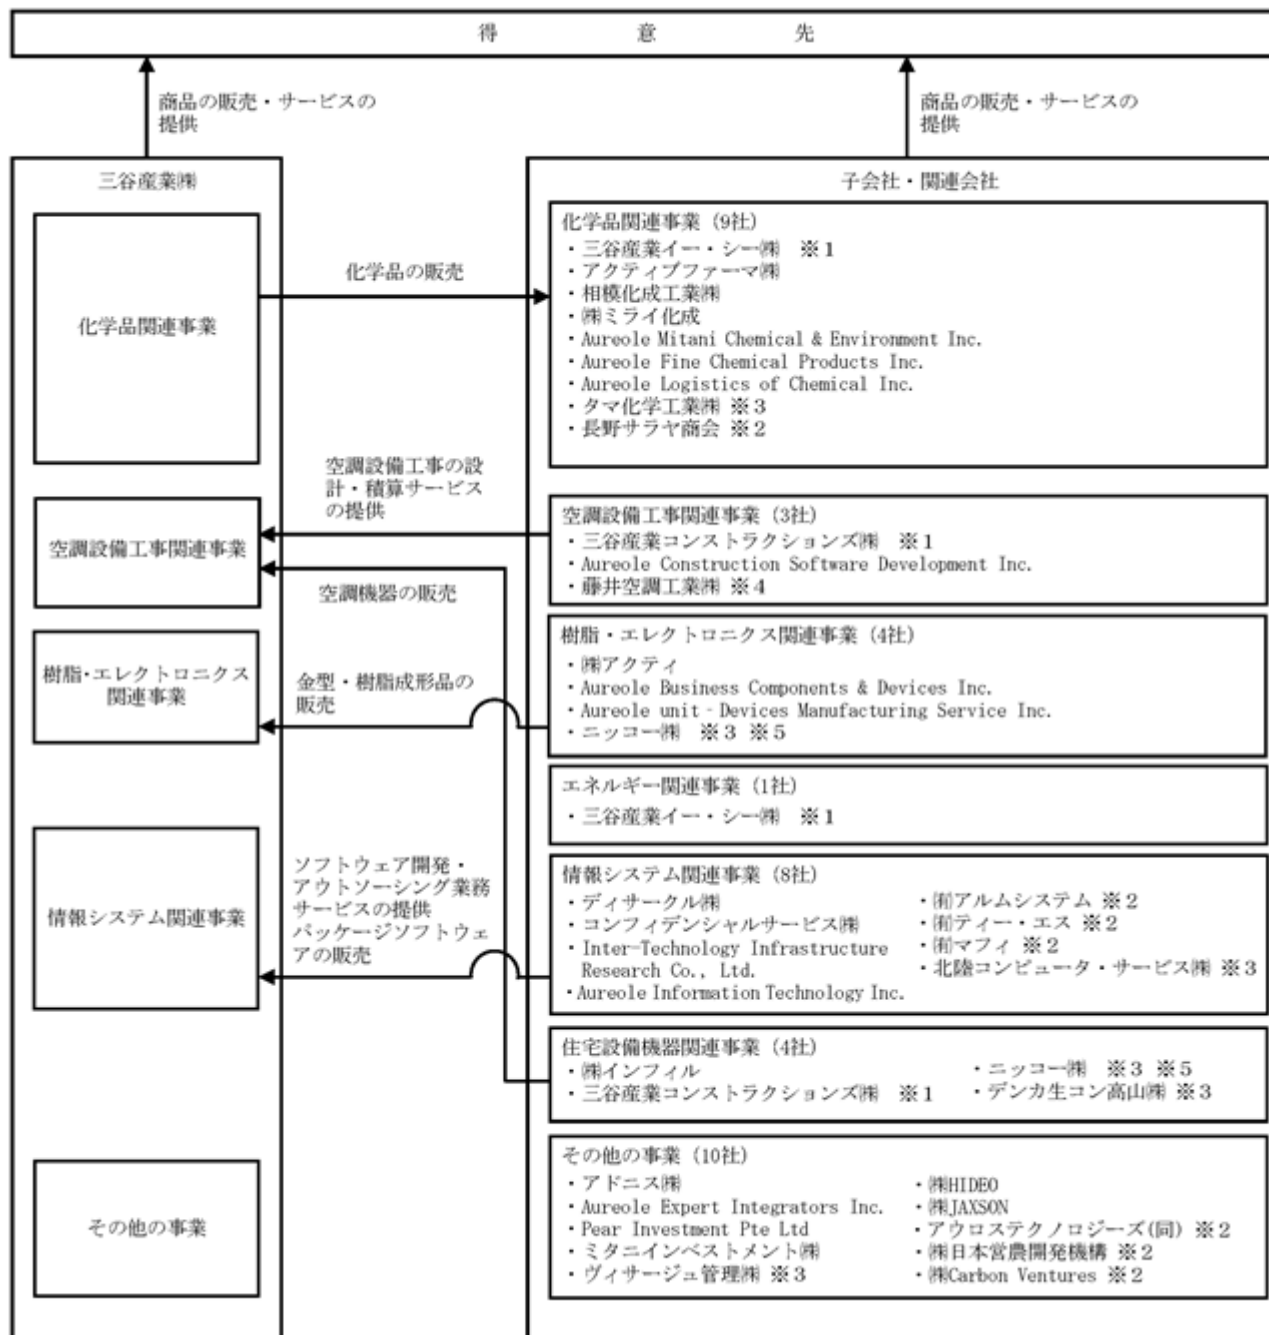 得意先
商品の販売・サービスの
提供
商品の販売・サービスの
提供
三谷産業㈱
子会社・関連会社
化学品関連事業
化学品の販売
化学品関連事業 (9社)
・三谷産業イー・シー㈱ ※1
・アクティブファーマ㈱
・相模化成工業㈱
・㈱ミライ化成
・Aureole Mitani Chemical & Environment Inc.
・Aureole Fine Chemical Products Inc.
・Aureole Logistics of Chemical Inc.
・タマ化学工業㈱ ※3
・長野サラヤ商会 ※2
空調設備工事の設
計・積算サービス
の提供
空調設備工事関連事業
空調機器の販売
空調設備工事関連事業 (3社)
・三谷産業コンストラクションズ㈱ ※1
・Aureole Construction Software Development Inc.
・藤井空調工業㈱ ※4
樹脂・エレクトロニクス
関連事業
金型・樹脂成形品の
販売
樹脂・エレクトロニクス関連事業 (4社)
・㈱アクティ
・Aureole Business Components & Devices Inc.
・Aureole unit‐Devices Manufacturing Service Inc.
・ニッコー㈱ ※3 ※5
エネルギー関連事業 (1社)
・三谷産業イー・シー㈱ ※1
情報システム関連事業
ソフトウェア開発・
アウトソーシング業務
サービスの提供
パッケージソフトウェ
アの販売
情報システム関連事業 (8社)
・ディサークル㈱
・コンフィデンシャルサービス㈱
・Inter-Technology Infrastructure
Research Co., Ltd.
・Aureole Information Technology Inc.
・㈲アルムシステム ※2
・㈲ティー・エス ※2
・㈲マフィ ※2
・北陸コンピュータ・サービス㈱ ※3
住宅設備機器関連事業 (4社)
・㈱インフィル
・三谷産業コンストラクションズ㈱ ※1
・ニッコー㈱ ※3 ※5
・デンカ生コン高山㈱ ※3
その他の事業
その他の事業 (10社)
・アドニス㈱
・Aureole Expert Integrators Inc.
・Pear Investment Pte Ltd
・ミタニインベストメント㈱
・ヴィサージュ管理㈱ ※3
・㈱HIDEO
・㈱JAXSON
・アウロステクノロジーズ(同) ※2
・㈱日本営農開発機構 ※2
・㈱Carbon Ventures ※2